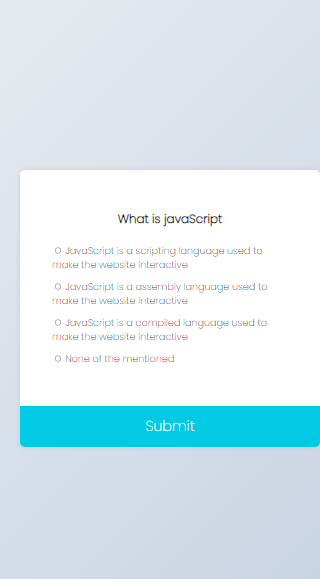 What is javaScript
JavaScript is a scripting language used to
make the website interactive
JavaScript is a assembly language used to
make the website interactive
JavaScript is a compiled language used to
make the website interactive
None of the mentioned
Submit